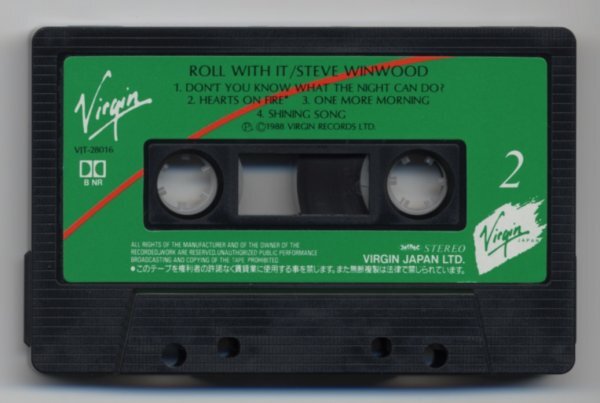 ROLL WITH IT/STEVE WINWOOD
1. DON'T YOU KNOW WHAT THE NIGHT CAN DO?
2. HEARTS ON FIRE* 3. ONE MORE MORNING
4. SHINING SONG
Ⓟ ©1988 VIRGIN RECORDS LTD.
Virgin
VJT-28016
B NR
2
ALL RIGHTS OF THE MANUFACTURER AND OF THE OWNER OF THE
RECORDEDWORK ARE RESERVED.UNAUTHORIZED PUBLIC PERFORMANCE
BROADCASTING AND COPYING OF THE TAPE PROHIBITED
●このテープを権利者の許諾なく賃貸業に使用する事を禁じます。また無断複製は法律で禁じられています。
STEREO
VIRGIN JAPAN LTD.
Virgin
JAPAN